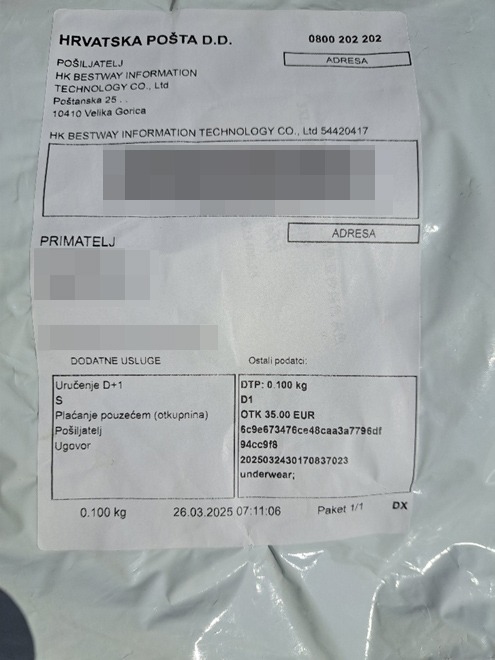 HRVATSKA POŠTA D.D.
0800 202 202
POŠILJATELJ
ADRESA
HK BESTWAY INFORMATION
TECHNOLOGY CO., Ltd
Poštanska 25 . .
10410 Velika Gorica
HK BESTWAY INFORMATION TECHNOLOGY CO., Ltd 54420417
PRIMATELJ
ADRESA
DODATNE USLUGE
Uručenje D+1
S
Plaćanje pouzećem (otkupnina)
Pošiljatelj
Ugovor
Ostali podatci:
DTP: 0.100 kg
D1
OTK 35.00 EUR
6c9e673476ce48caa3a7796df
94cc9f8
2025032430170837023
underwear;
0.100 kg
26.03.2025 07:11:06
Paket 1/1
DX